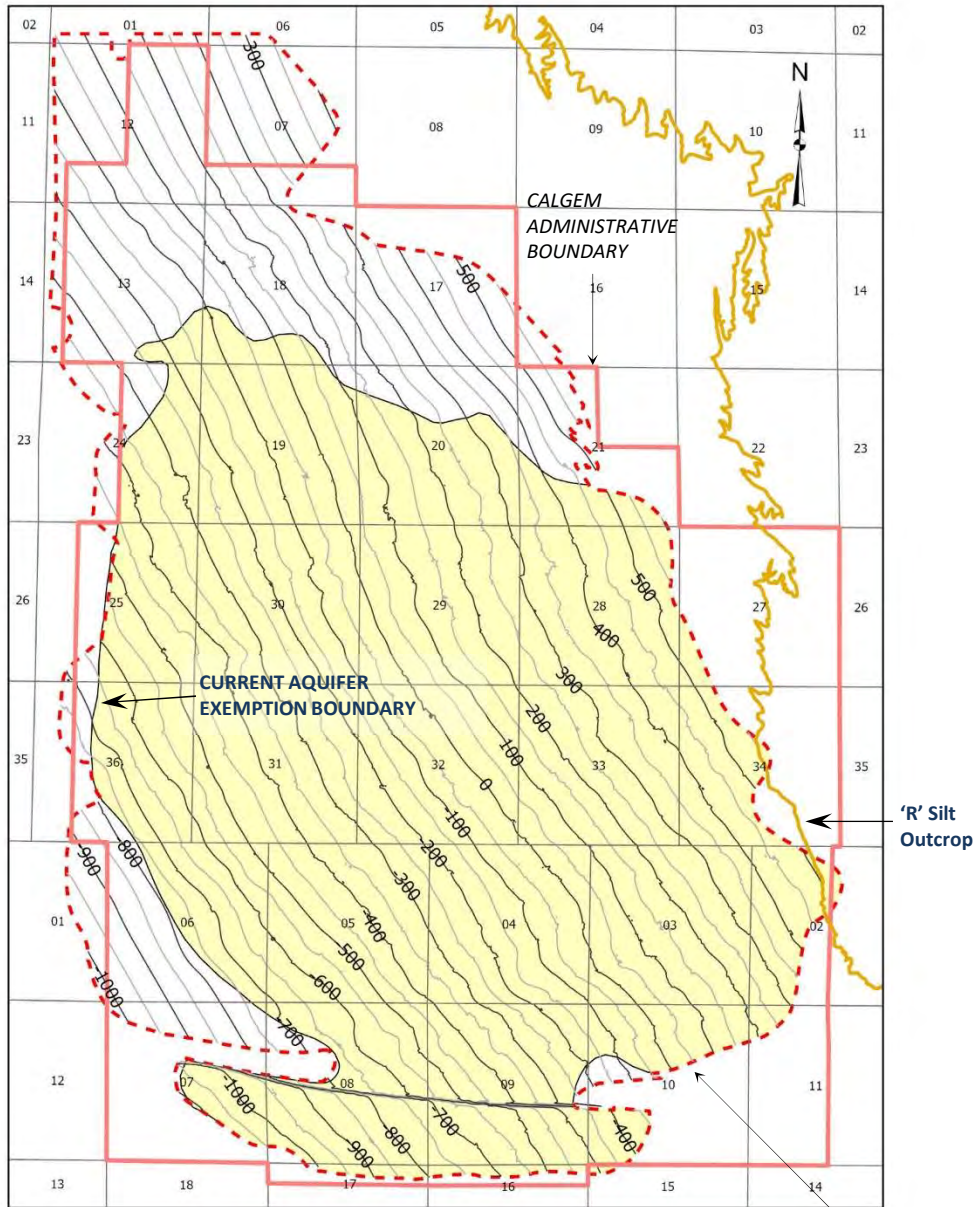 02 01 06 05 04 03 02
300
N
11 12 07 08 09 10 11
CALGEM
ADMINISTRATIVE
BOUNDARY
500
14 13 18 17 16 15 14
23 24 19 20 21 22 23
26 25 30 29 28 27 26
500
400
300
200
100
0
CURRENT AQUIFER
EXEMPTION BOUNDARY
35 36 31 32 33 34 35
-100
-200
-300
-400
-500
-600
-700
-800
-900
-1000
'R' Silt
Outcrop
01 06 05 04 03 02
12 07 08 09 10 11
-1000
-900
-800
-700
-400
13 18 17 16 15 14